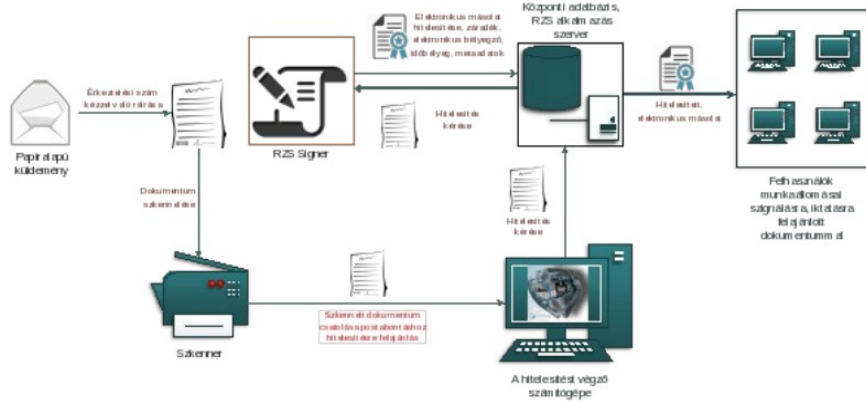 Elektronikus másolat
hitelesítése, záradék,
elektronikus bélyegző,
időbélyeg, metaadatok
Központi adatbázis,
RZS alkalmazás
szerver
Érkeztetési szám
kézzel való ráírása
Papíralapú
küldemény
RZS Signer
Hitelesítés
kérése
Hitelesített,
elektronikus másolat
Felhasználók
munkaállomásai
szignálásra, iktatásra
felajánlott
dokumentummal
Dokumentum
szkennelése
Hitelesítés
kérése
Szkennelt dokumentum
csatolás postabontáshoz
hitelesítésre felajánlás
Szkenner
A hitelesítést végző
számítógépe